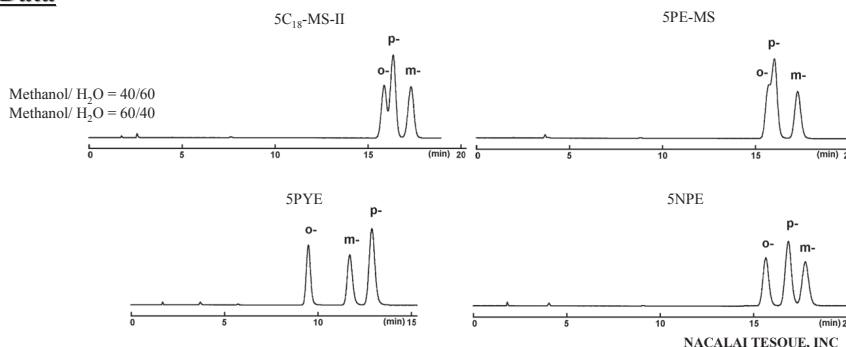 Data
5C₁₈-MS-II
5PE-MS
p-
o-
m-
p-
o-
m-
Methanol/ H₂O = 40/60
Methanol/ H₂O = 60/40
0 5 10 15 (min) 20
0 5 10 15 (min) 2
5PYE
5NPE
o-
m-
p-
o-
p-
m-
0 5 10 (min) 15
0 5 10 15 (min) 2
NACALAI TESQUE, INC